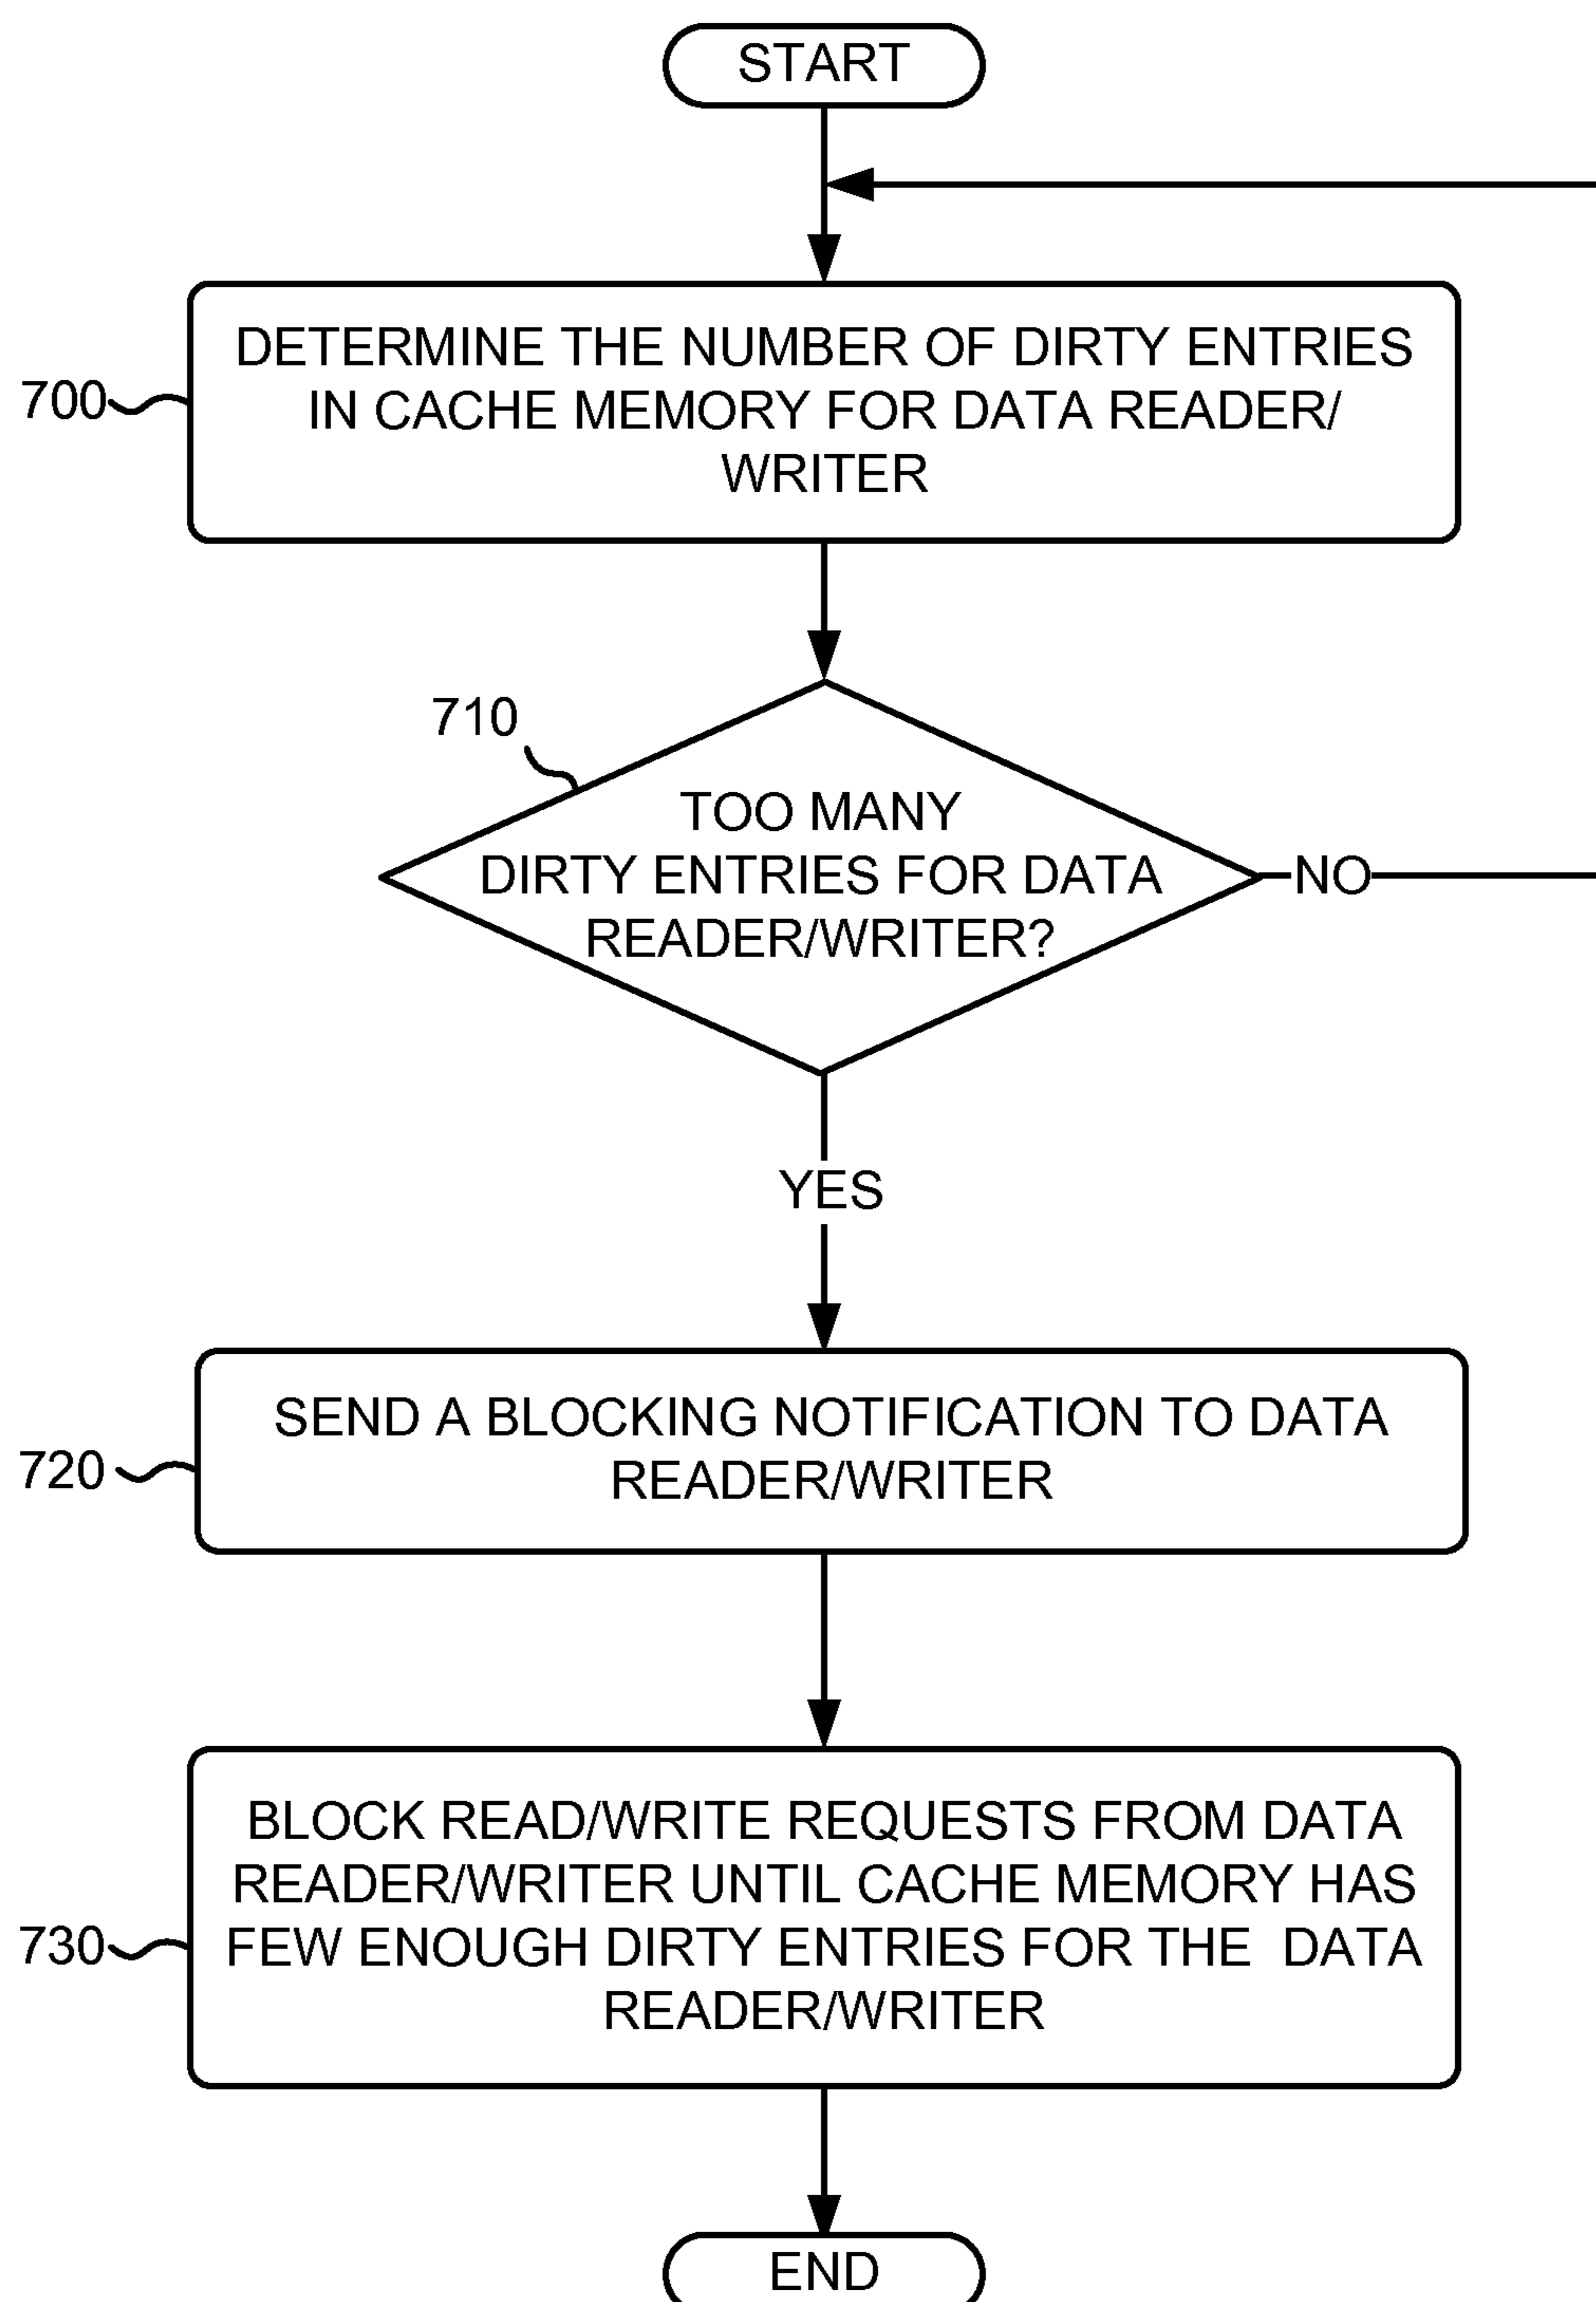 START
700
DETERMINE THE NUMBER OF DIRTY ENTRIES
IN CACHE MEMORY FOR DATA READER/
WRITER
710
TOO MANY
DIRTY ENTRIES FOR DATA
READER/WRITER?
NO
YES
720
SEND A BLOCKING NOTIFICATION TO DATA
READER/WRITER
730
BLOCK READ/WRITE REQUESTS FROM DATA
READER/WRITER UNTIL CACHE MEMORY HAS
FEW ENOUGH DIRTY ENTRIES FOR THE DATA
READER/WRITER
END